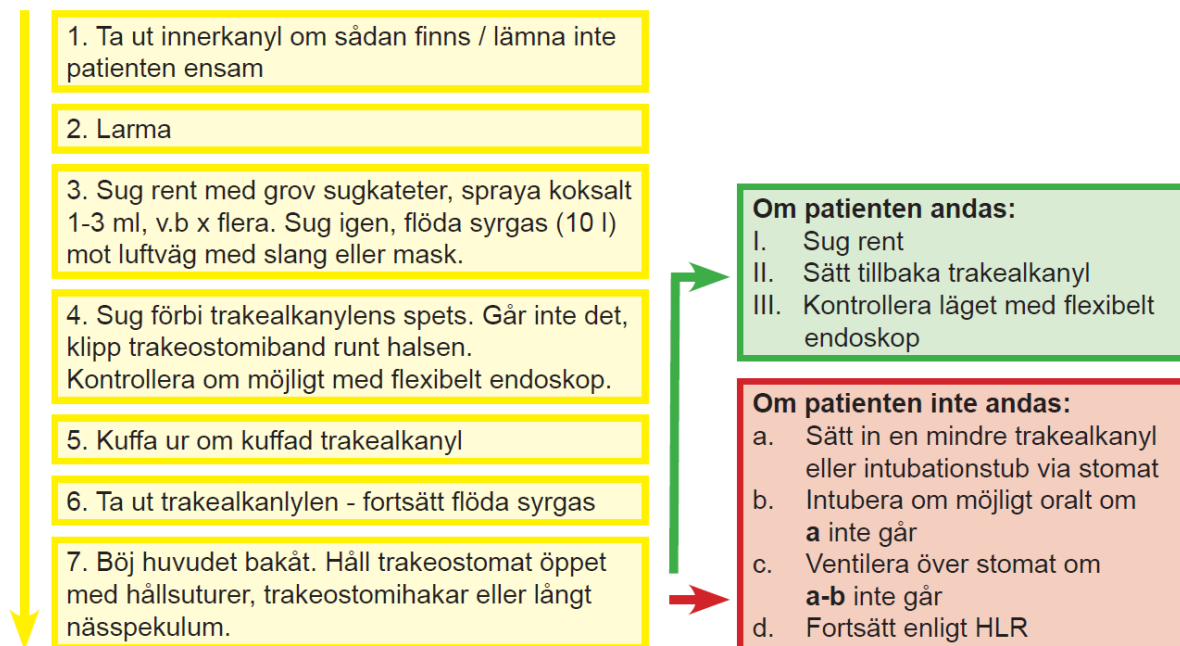 1. Ta ut innerkanyl om sådan finns / lämna inte
patienten ensam
2. Larma
3. Sug rent med grov sugkateter, spraya koksalt
1-3 ml, v.b x flera. Sug igen, flöda syrgas (10 l)
mot luftväg med slang eller mask.
4. Sug förbi trakealkanylens spets. Går inte det,
klipp trakeostomiband runt halsen.
Kontrollera om möjligt med flexibelt endoskop.
5. Kuffa ur om kuffad trakealkanyl
6. Ta ut trakealkanlylen - fortsätt flöda syrgas
7. Böj huvudet bakåt. Håll trakeostomat öppet
med hållsuturer, trakeostomihakar eller långt
nässpekulum.
Om patienten andas:
I. Sug rent
II. Sätt tillbaka trakealkanyl
III. Kontrollera läget med flexibelt
endoskop
Om patienten inte andas:
a. Sätt in en mindre trakealkanyl
eller intubationstub via stomat
b. Intubera om möjligt oralt om
a inte går
c. Ventilera över stomat om
a-b inte går
d. Fortsätt enligt HLR